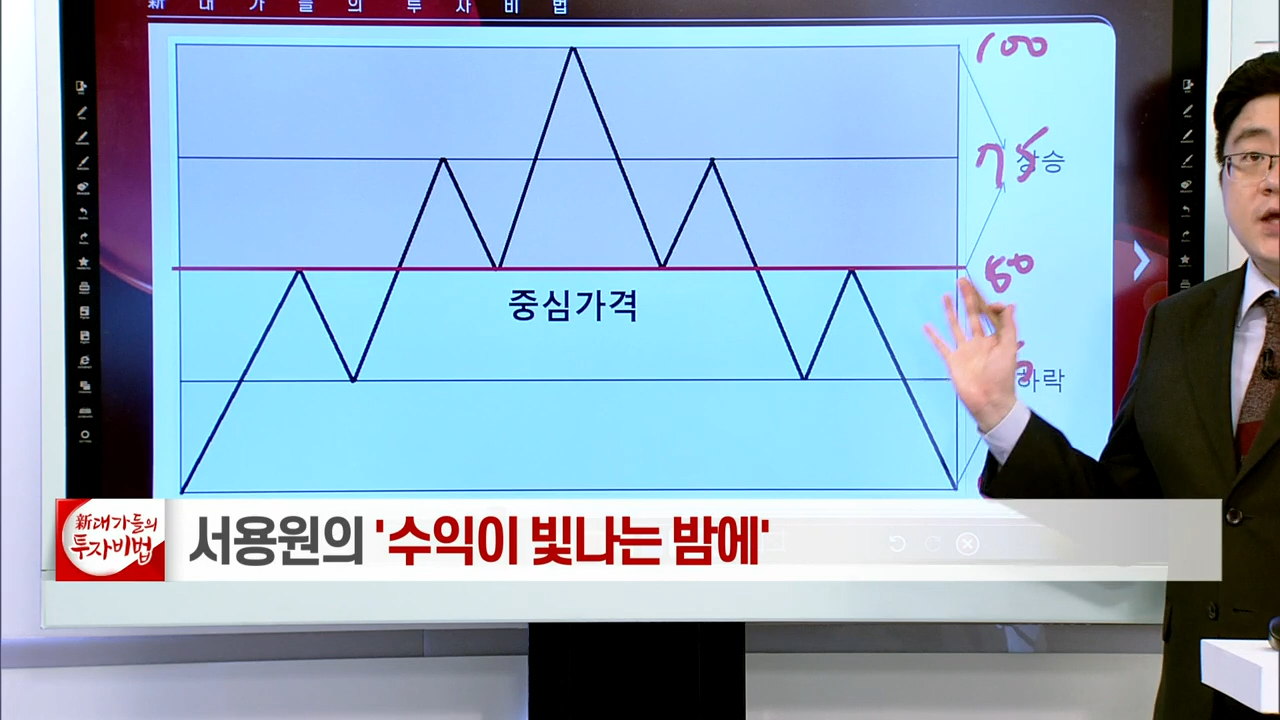 新 대 가 들 의 투 자 비 법
100
75
상승
50
중심가격
하락
新대가들의
투자비법
서용원의 '수익이 빛나는 밤에'